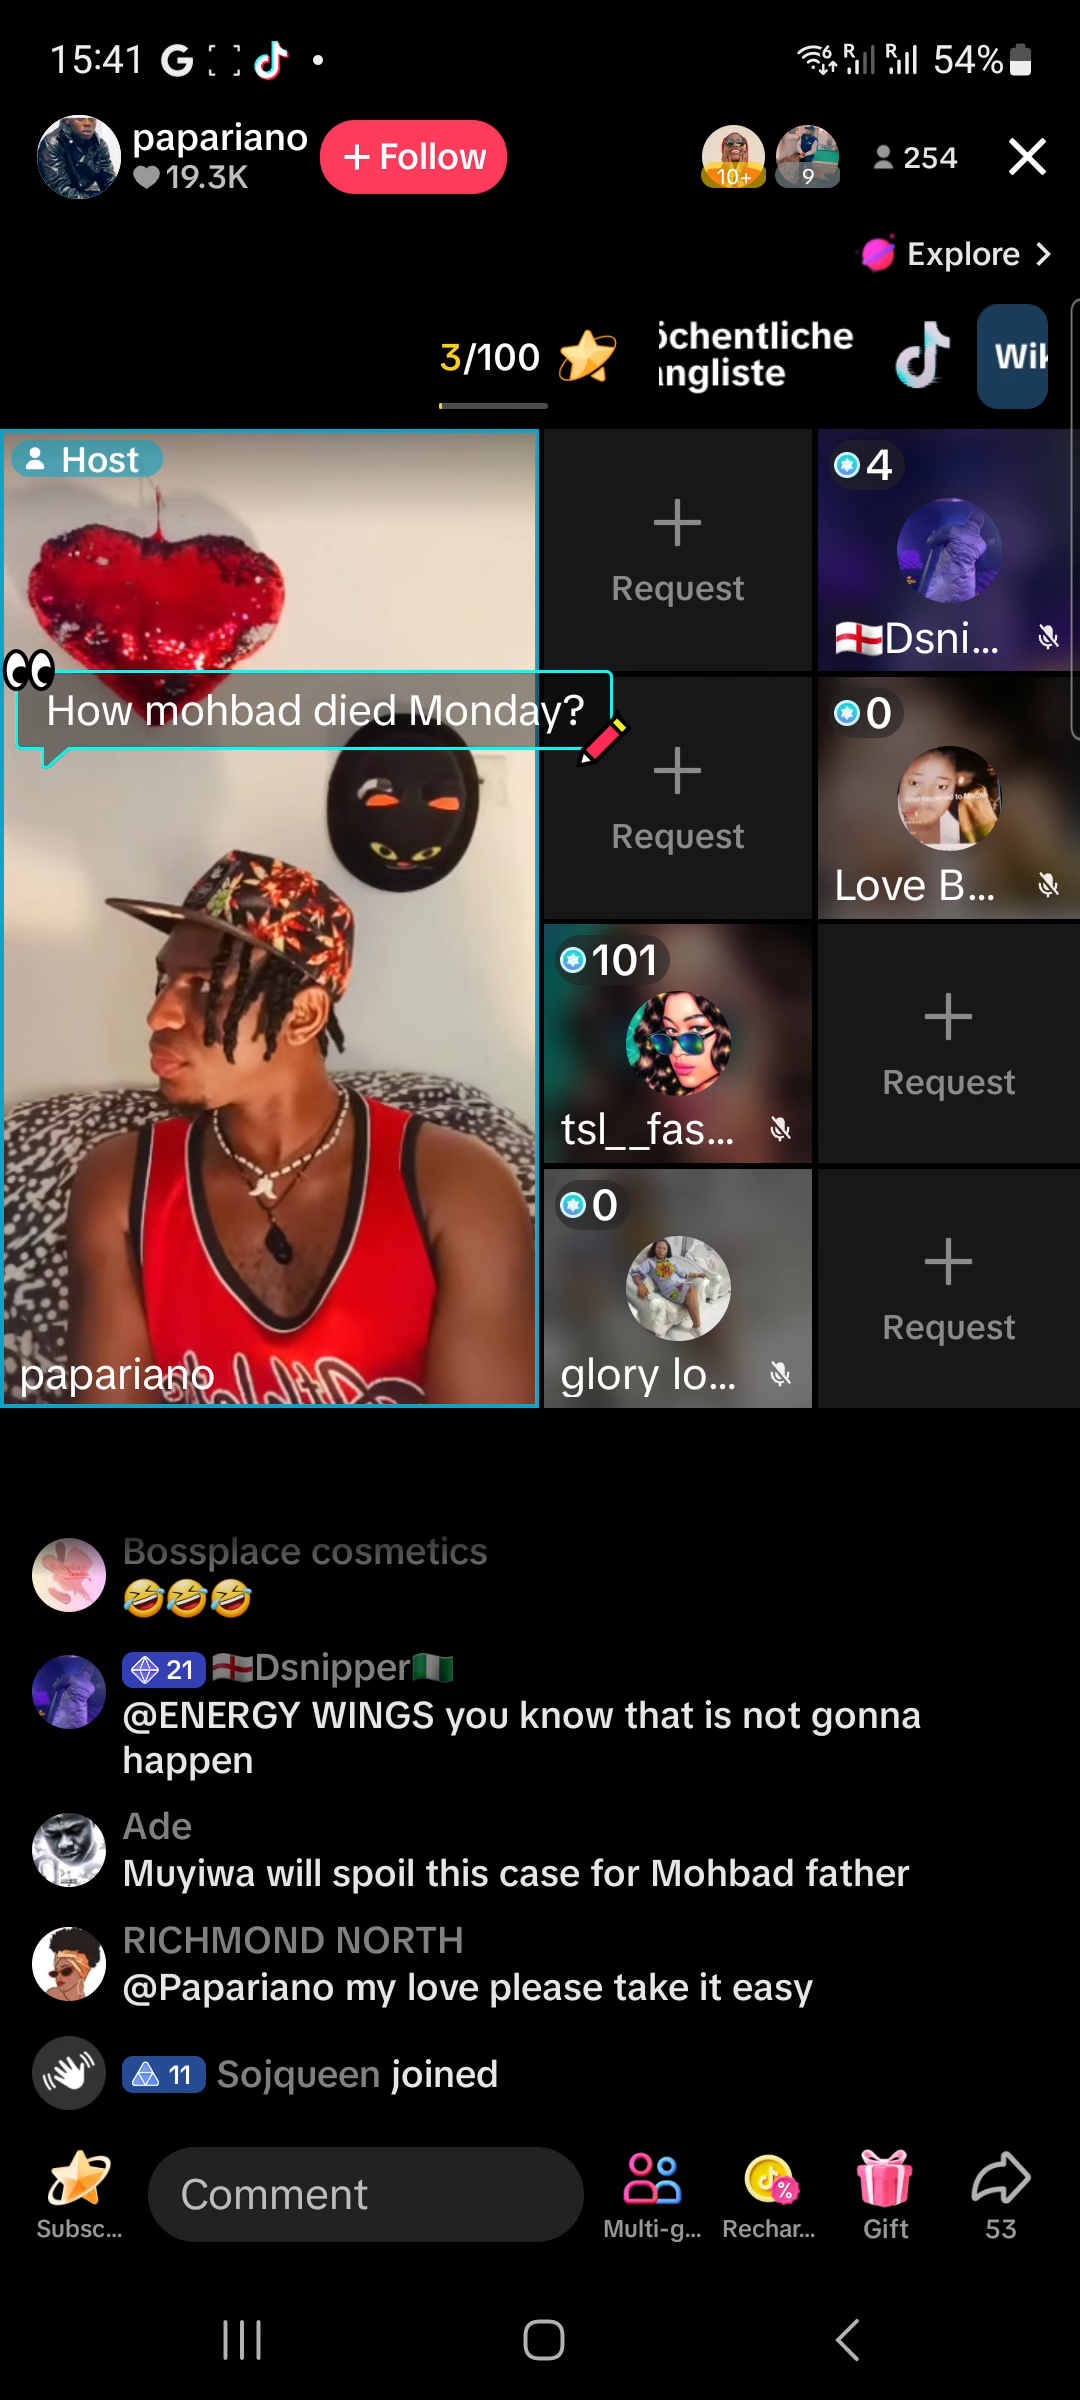 15:41
54%
papariano
19.3K
+ Follow
10+
9
254
Explore
3/100
Wik
Host
Request
4
Dsni...
How mohbad died Monday?
Request
0
Love B...
101
tsl__fas...
Request
0
glory lo...
Request
papariano
Bossplace cosmetics
21 Dsnipper
@ENERGY WINGS you know that is not gonna
happen
Ade
Muyiwa will spoil this case for Mohbad father
RICHMOND NORTH
@Papariano my love please take it easy
11 Sojqueen joined
Subsc...
Comment
Multi-g...
Rechar...
Gift
53